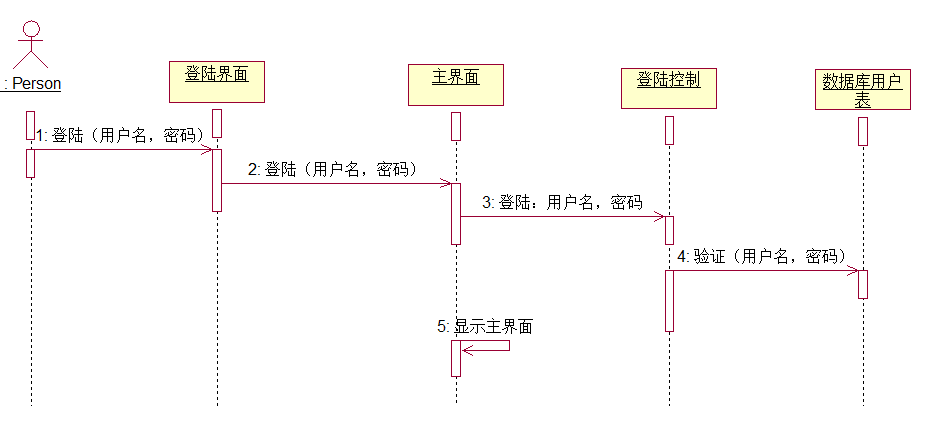 : Person
登陆界面
主界面
登陆控制
数据库用户
表
1: 登陆（用户名，密码）
2: 登陆（用户名，密码）
3: 登陆：用户名，密码
4: 验证（用户名，密码）
5: 显示主界面